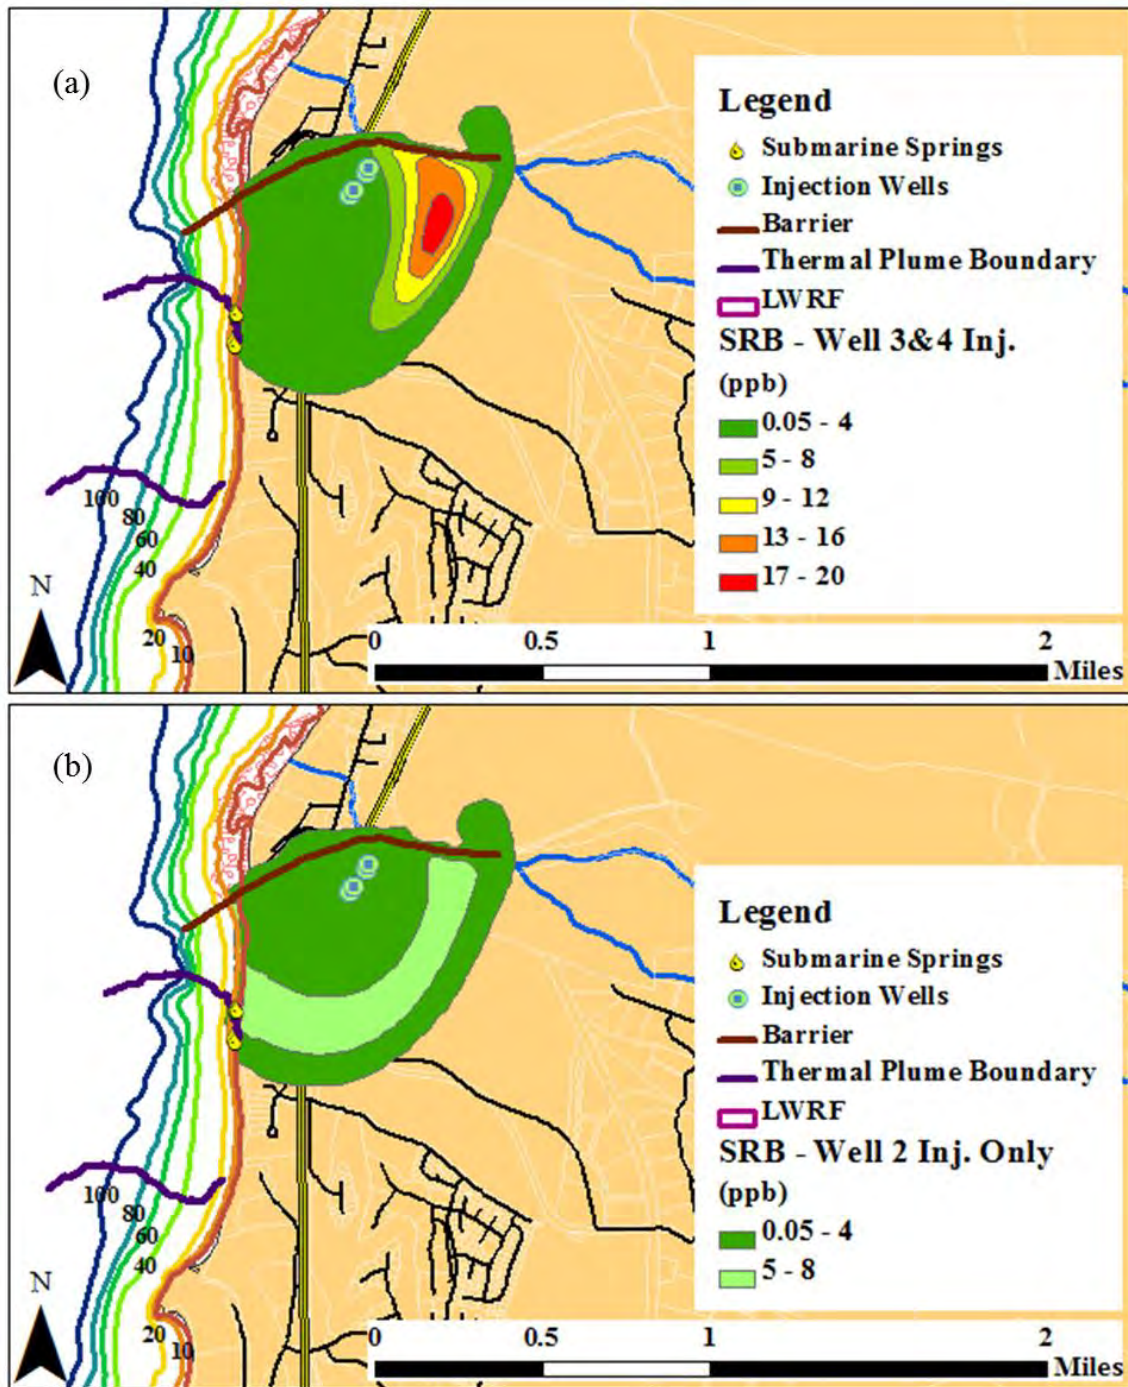 (a)
Legend
Submarine Springs
Injection Wells
Barrier
Thermal Plume Boundary
LWRF
SRB - Well 3&4 Inj.
(ppb)
0.05 - 4
5 - 8
9 - 12
13 - 16
17 - 20
100
80
60
40
20
10
N
0 0.5 1 2
Miles
(b)
Legend
Submarine Springs
Injection Wells
Barrier
Thermal Plume Boundary
LWRF
SRB - Well 2 Inj. Only
(ppb)
0.05 - 4
5 - 8
100
80
60
40
20
10
N
0 0.5 1 2
Miles